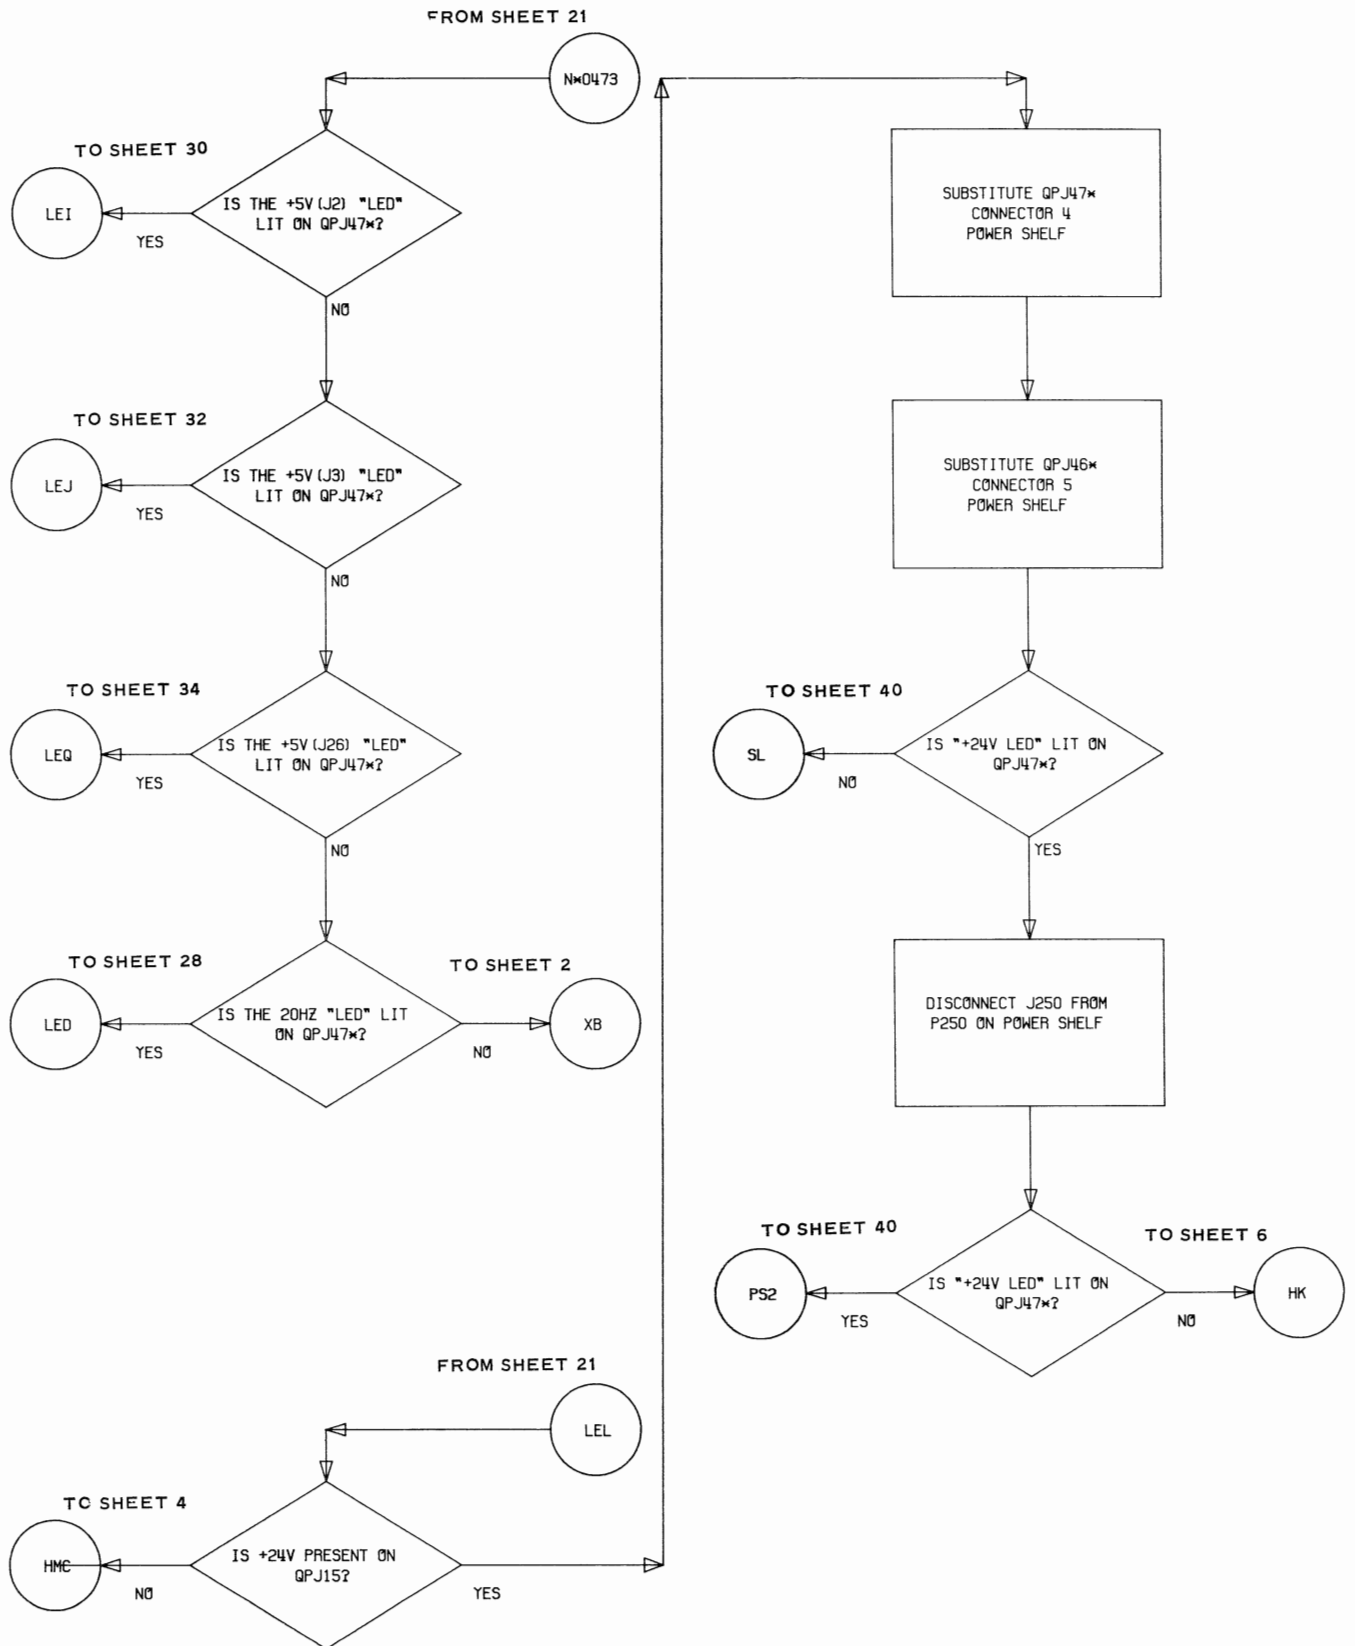 FROM SHEET 21
N*0473
TO SHEET 30
LEI
IS THE +5V(J2) "LED"
LIT ON QPJ47*?
YES
NO
TO SHEET 32
LEJ
IS THE +5V(J3) "LED"
LIT ON QPJ47*?
YES
NO
TO SHEET 34
LEQ
IS THE +5V(J26) "LED"
LIT ON QPJ47*?
YES
NO
TO SHEET 28
LED
IS THE 20HZ "LED" LIT
ON QPJ47*?
YES
TO SHEET 2
XB
NO
FROM SHEET 21
LEL
TO SHEET 4
HMC
IS +24V PRESENT ON
QPJ15?
NO
YES
SUBSTITUTE QPJ47*
CONNECTOR 4
POWER SHELF
SUBSTITUTE QPJ46*
CONNECTOR 5
POWER SHELF
TO SHEET 40
SL
IS "+24V LED" LIT ON
QPJ47*?
NO
YES
DISCONNECT J250 FROM
P250 ON POWER SHELF
TO SHEET 40
PS2
IS "+24V LED" LIT ON
QPJ47*?
YES
TO SHEET 6
HK
NO